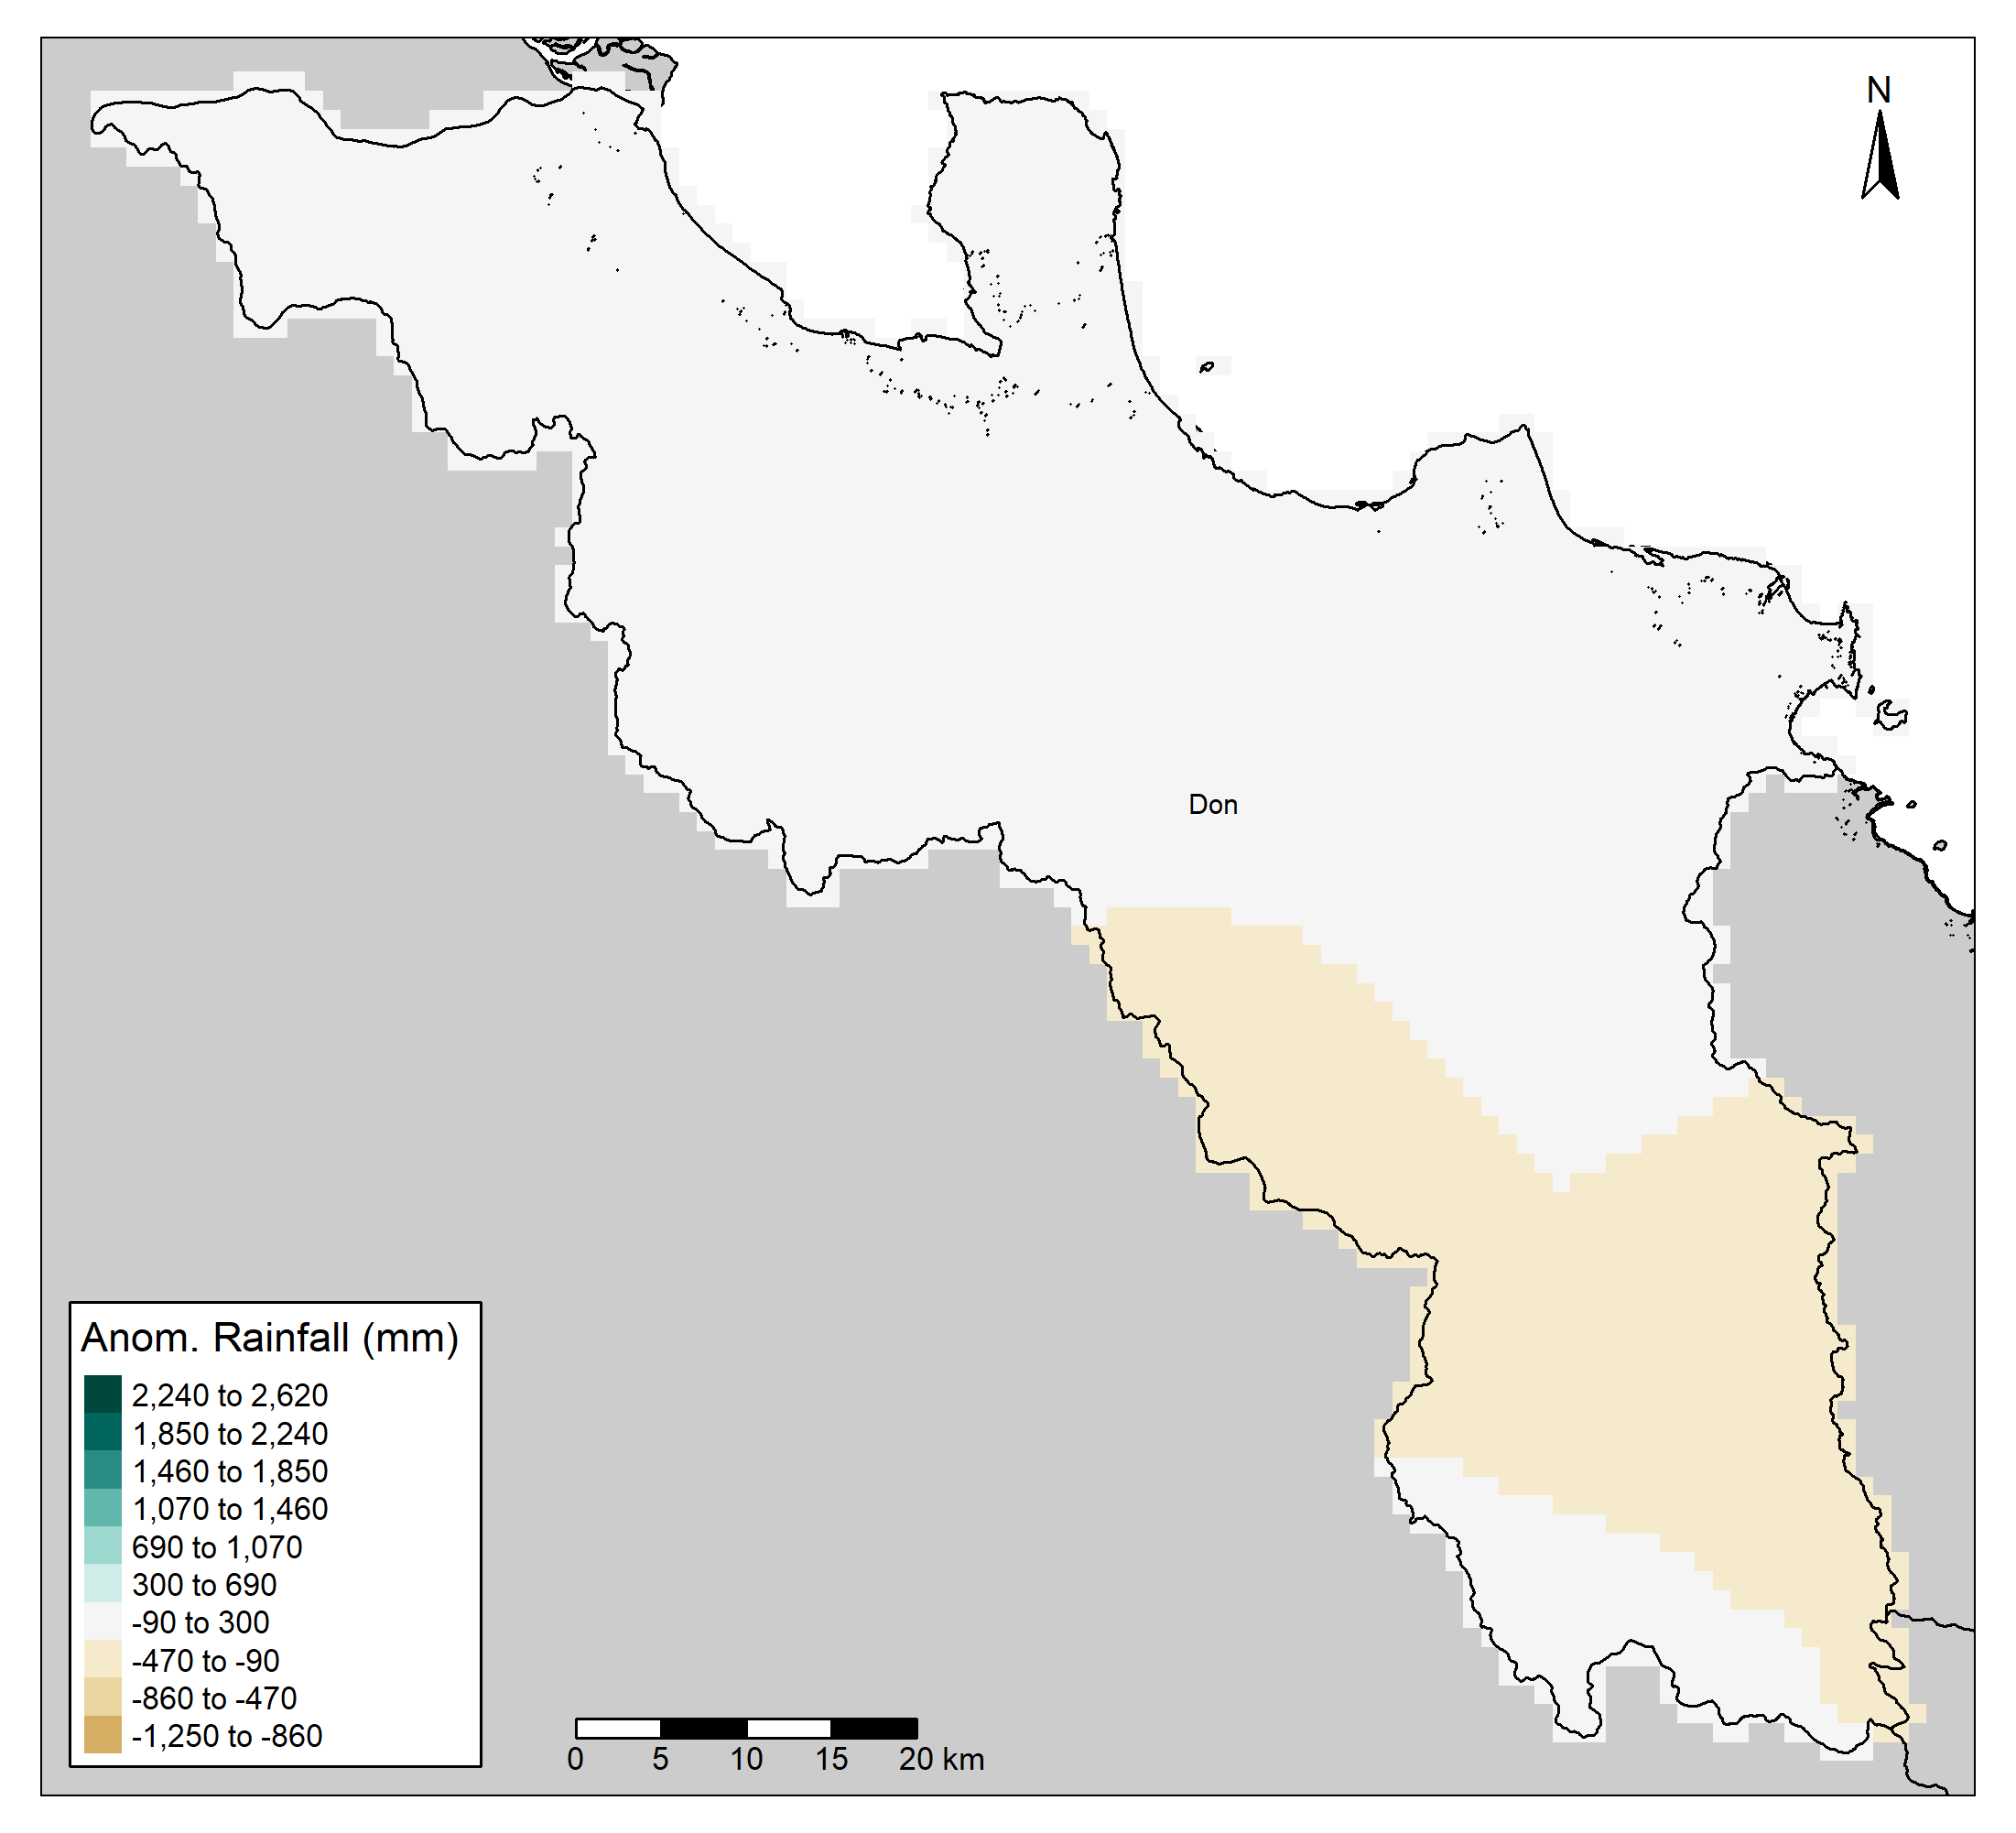 N
Don
Anom. Rainfall (mm)
2,240 to 2,620
1,850 to 2,240
1,460 to 1,850
1,070 to 1,460
690 to 1,070
300 to 690
-90 to 300
-470 to -90
-860 to -470
-1,250 to -860
0 5 10 15 20 km